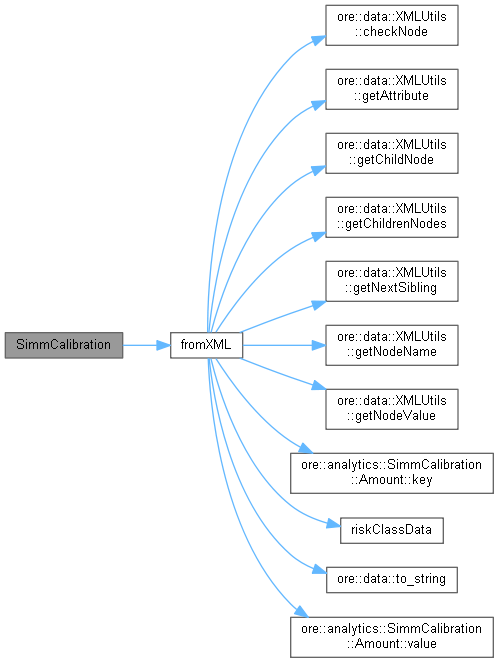 ore::data::XMLUtils
::checkNode
ore::data::XMLUtils
::getAttribute
ore::data::XMLUtils
::getChildNode
ore::data::XMLUtils
::getChildrenNodes
ore::data::XMLUtils
::getNextSibling
SimmCalibration
fromXML
ore::data::XMLUtils
::getNodeName
ore::data::XMLUtils
::getNodeValue
ore::analytics::SimmCalibration
::Amount::key
riskClassData
ore::data::to_string
ore::analytics::SimmCalibration
::Amount::value